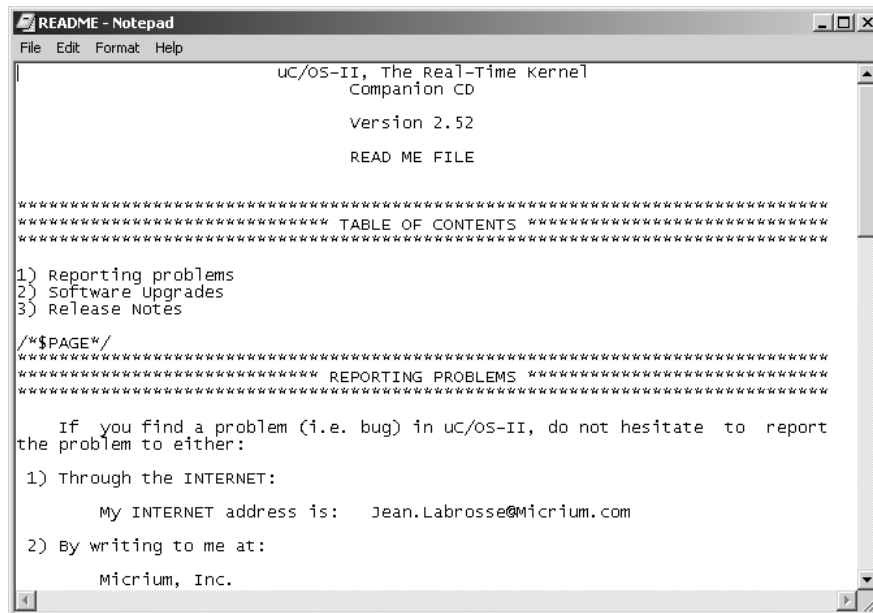 README - Notepad
File Edit Format Help
uC/OS-II, The Real-Time Kernel
Companion CD
Version 2.52
READ ME FILE
******************************************************************************
****************************** TABLE OF CONTENTS *****************************
******************************************************************************
1) Reporting problems
2) Software Upgrades
3) Release Notes
/*$PAGE*/
******************************************************************************
***************************** REPORTING PROBLEMS *****************************
******************************************************************************
If you find a problem (i.e. bug) in uC/OS-II, do not hesitate to report
the problem to either:
1) Through the INTERNET:
My INTERNET address is: Jean.Labrosse@Micrium.com
2) By writing to me at:
Micrium, Inc.